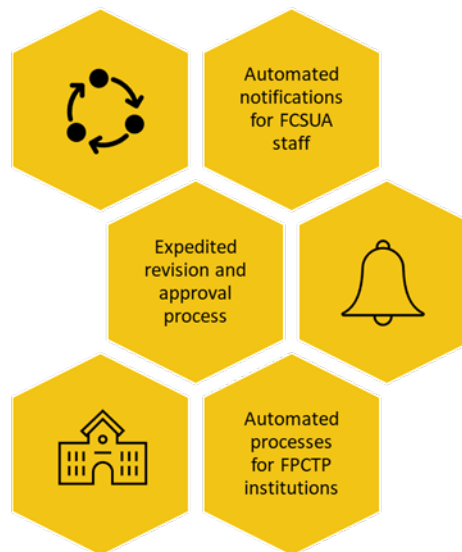 Automated
notifications
for FCSUA
staff
Expedited
revision and
approval
process
Automated
processes
for FPCTP
institutions